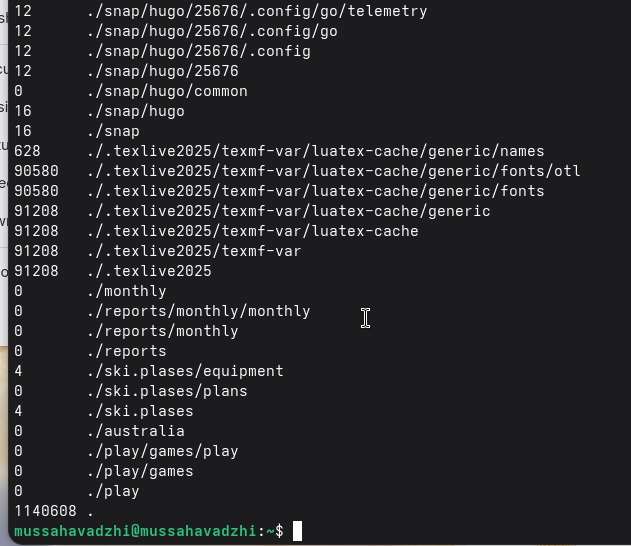 12 ./snap/hugo/25676/.config/go/telemetry
12 ./snap/hugo/25676/.config/go
12 ./snap/hugo/25676/.config
12 ./snap/hugo/25676
0 ./snap/hugo/common
16 ./snap/hugo
16 ./snap
628 ./.texlive2025/texmf-var/luatex-cache/generic/names
90580 ./.texlive2025/texmf-var/luatex-cache/generic/fonts/otl
90580 ./.texlive2025/texmf-var/luatex-cache/generic/fonts
91208 ./.texlive2025/texmf-var/luatex-cache/generic
91208 ./.texlive2025/texmf-var/luatex-cache
91208 ./.texlive2025/texmf-var
91208 ./.texlive2025
0 ./monthly
0 ./reports/monthly/monthly
0 ./reports/monthly
0 ./reports
4 ./ski.plases/equipment
0 ./ski.plases/plans
4 ./ski.plases
0 ./australia
0 ./play/games/play
0 ./play/games
0 ./play
1140608 .
mussahavadzhi@mussahavadzhi:~$